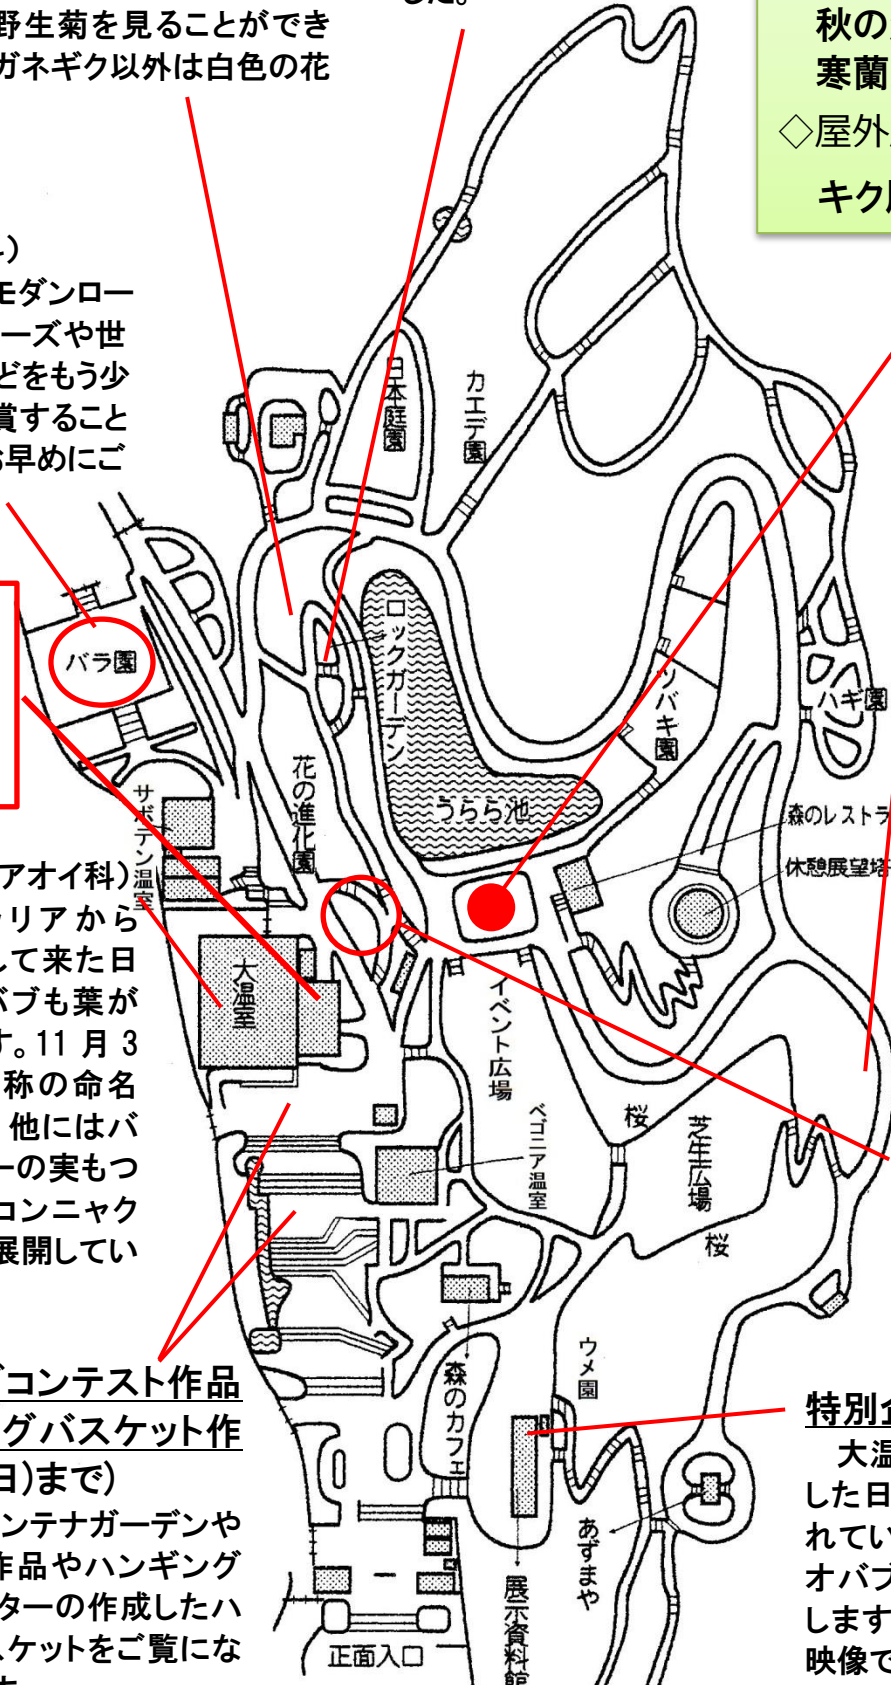 野生菊を見ることができ
ガネギク以外は白色の花
した。
秋の
寒蘭
◇屋外
キク
モダンロー
ーズや世
どをもう少
賞すること
お早めにご
日本庭園
カエデ園
バラ園
ロックガーデン
ツバキ園
ハギ園
うらら池
花の進化園
サボテン温室
森のレストラ
休憩展望塔
アオイ科)
ラリアから
して来た日
バブも葉が
す。11月3
称の命名
他にはバ
ーの実もつ
コンニャク
展開してい
大温室
イベント広場
ベゴニア温室
桜
芝生広場
桜
ウメ園
森のカフェ
あずまや
展示資料館
正面入口
コンテスト作品
グバスケット作
日)まで)
ンテナガーデンや
作品やハンギング
ターの作成したハ
スケットをご覧にな
特別企
大温
した日
れてい
オバブ
します
映像で